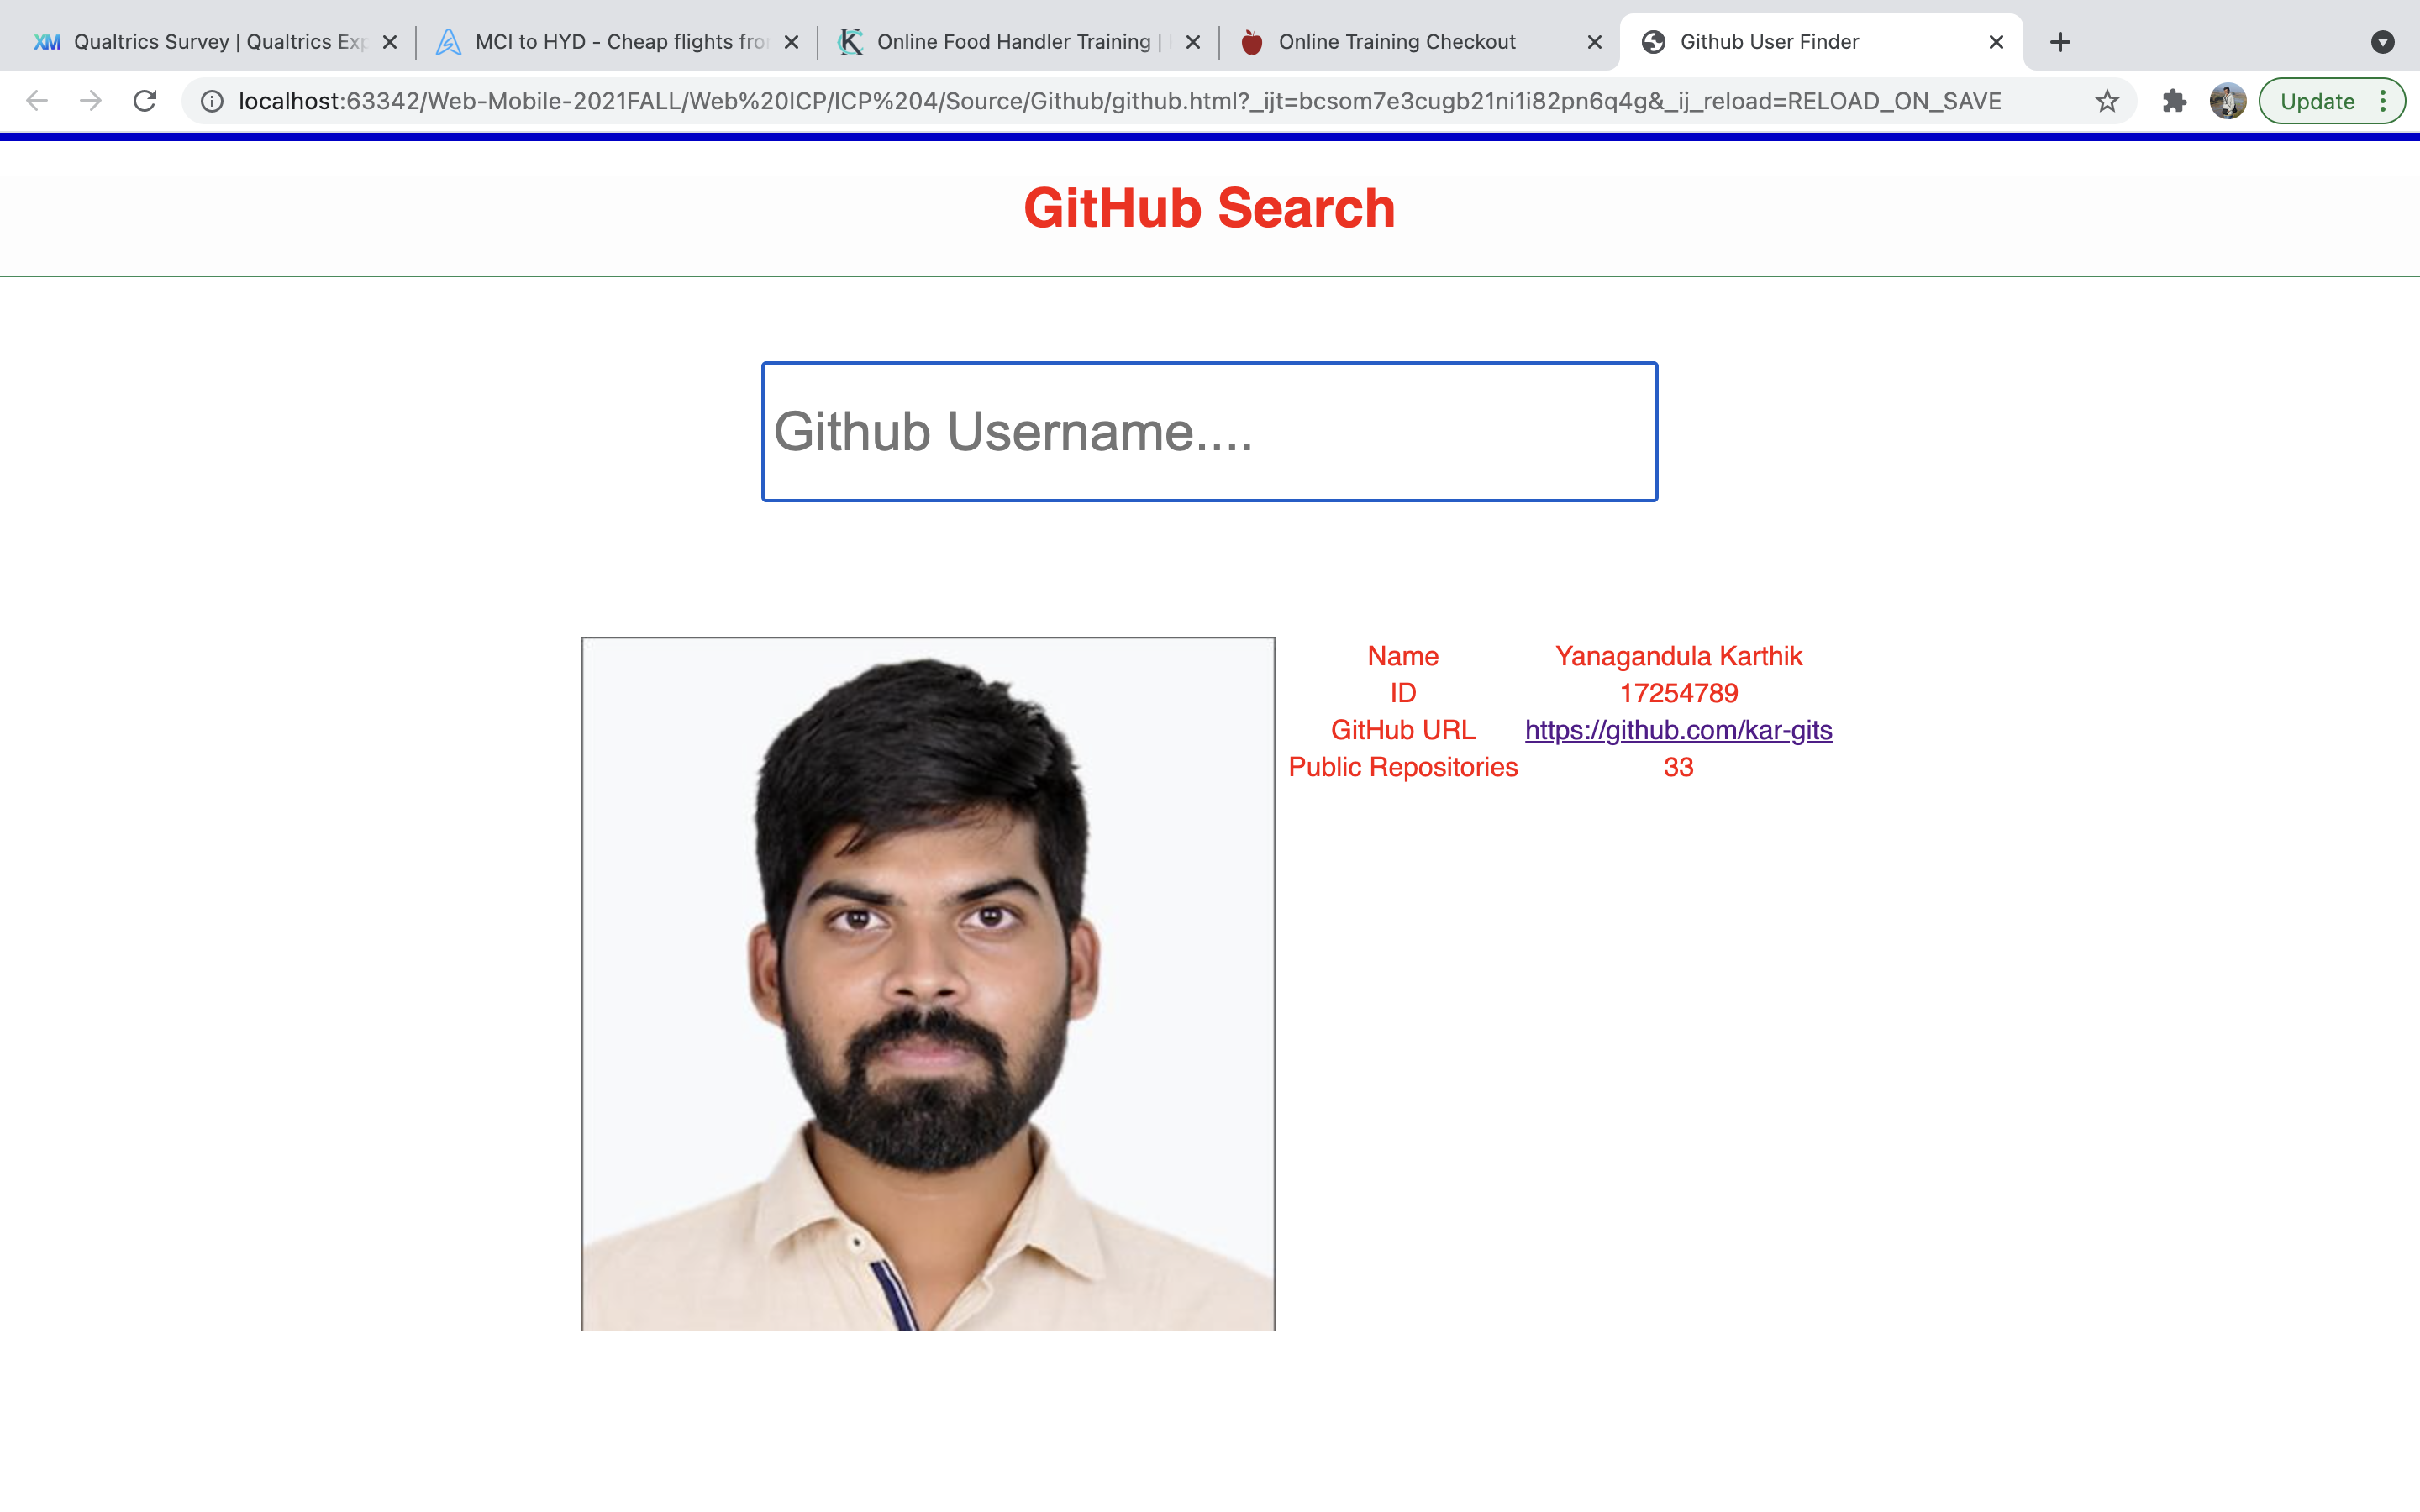 XM Qualtrics Survey | Qualtrics Exp
MCI to HYD - Cheap flights fro
KC Online Food Handler Training |
Online Training Checkout
Github User Finder
localhost:63342/Web-Mobile-2021FALL/Web%20ICP/ICP%204/Source/Github/github.html?_ijt=bcsom7e3cugb21ni1i82pn6q4g&_ij_reload=RELOAD_ON_SAVE
Update
GitHub Search
Github Username....
Name Yanagandula Karthik
ID 17254789
GitHub URL https://github.com/kar-gits
Public Repositories 33